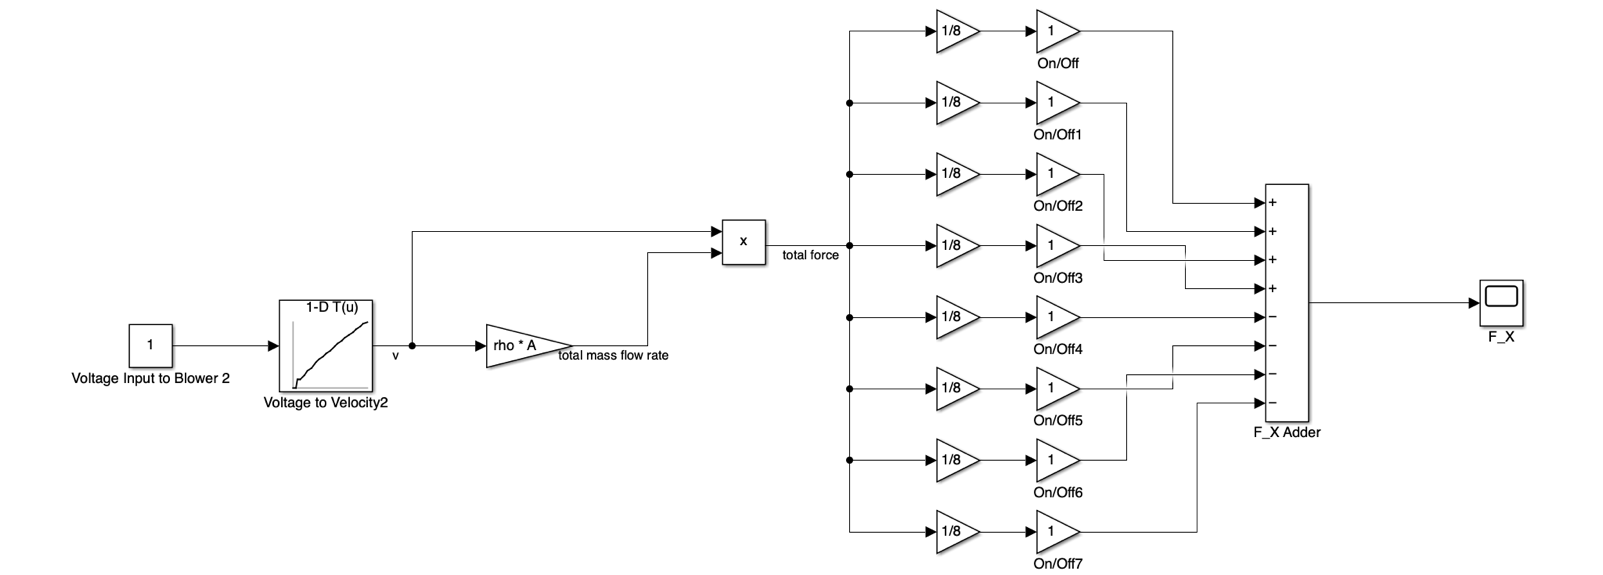 1/8
1
On/Off
1/8
1
On/Off1
1/8
1
On/Off2
1/8
1
On/Off3
1/8
1
On/Off4
1/8
1
On/Off5
1/8
1
On/Off6
1/8
1
On/Off7
1
Voltage Input to Blower 2
1-D T(u)
Voltage to Velocity2
v
rho * A
total mass flow rate
x
total force
+
+
+
+
−
−
−
−
F_X Adder
F_X